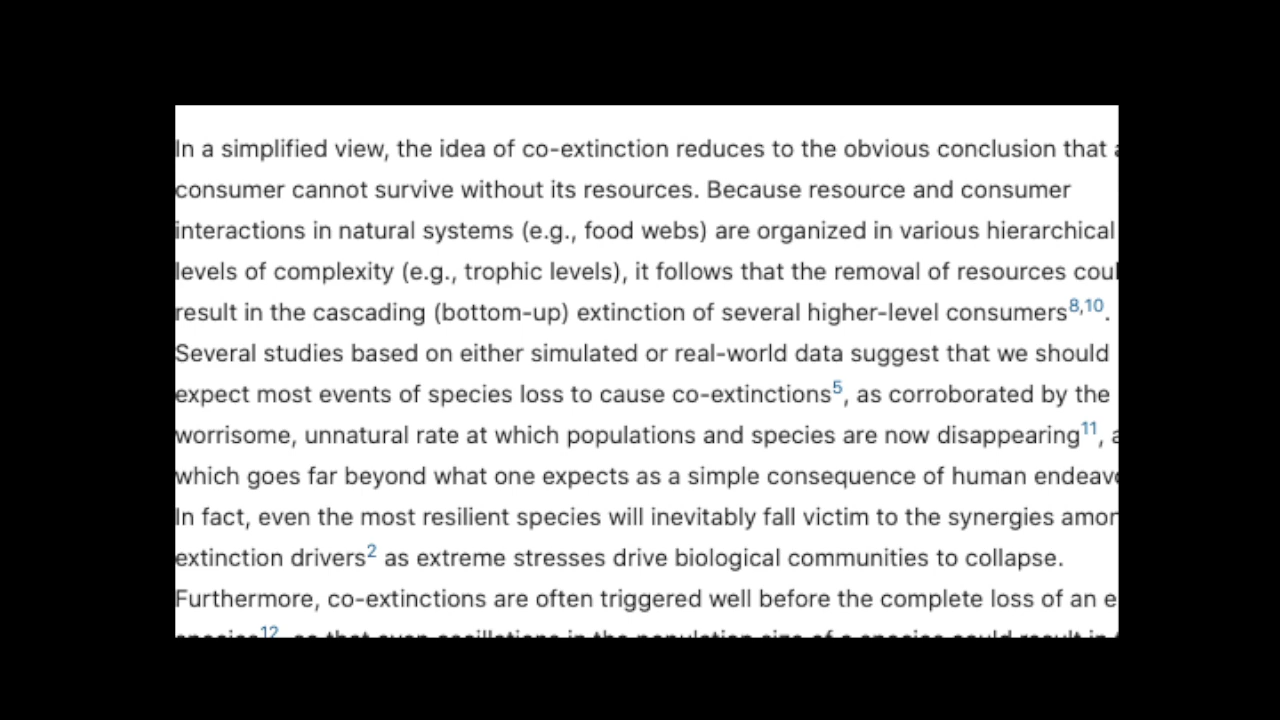 In a simplified view, the idea of co-extinction reduces to the obvious conclusion that
consumer cannot survive without its resources. Because resource and consumer
interactions in natural systems (e.g., food webs) are organized in various hierarchical
levels of complexity (e.g., trophic levels), it follows that the removal of resources
result in the cascading (bottom-up) extinction of several higher-level consumers8,10.
Several studies based on either simulated or real-world data suggest that we should
expect most events of species loss to cause co-extinctions5, as corroborated by the
worrisome, unnatural rate at which populations and species are now disappearing11,
which goes far beyond what one expects as a simple consequence of human
In fact, even the most resilient species will inevitably fall victim to the synergies
extinction drivers2 as extreme stresses drive biological communities to collapse.
Furthermore, co-extinctions are often triggered well before the complete loss of an